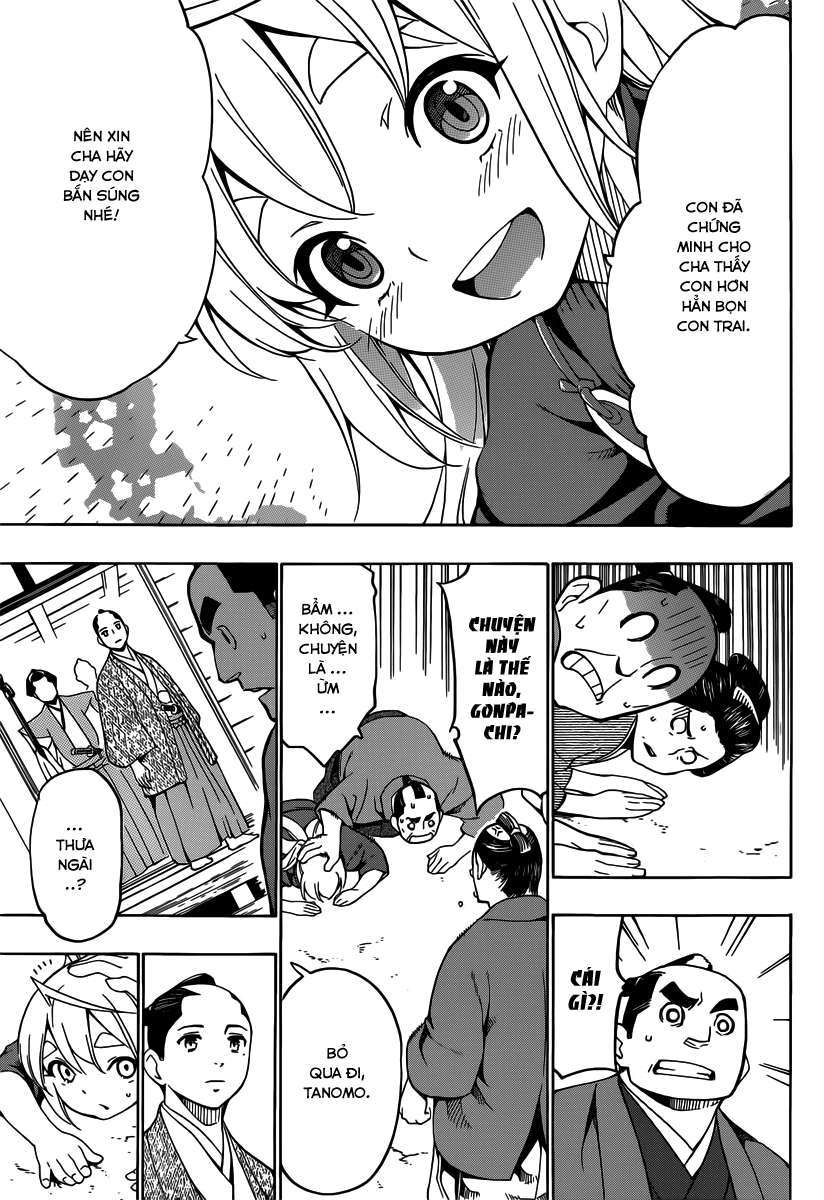 CON ĐÃ
CHỨNG
MINH CHO
CHA THẤY
CON HƠN
HẲN BỌN
CON TRAI.
NÊN XIN
CHA HÃY
DẠY CON
BẮN SÚNG
NHÉ!
CHUYỆN
NÀY
LÀ THẾ
NÀO,
GONPA-
CHI?
BẨM ...
KHÔNG,
CHUYỆN
LÀ ...
ỪM
...
...
THƯA
NGÀI
..?
CÁI
GÌ?!
BỎ
QUA ĐI,
TANOMO.